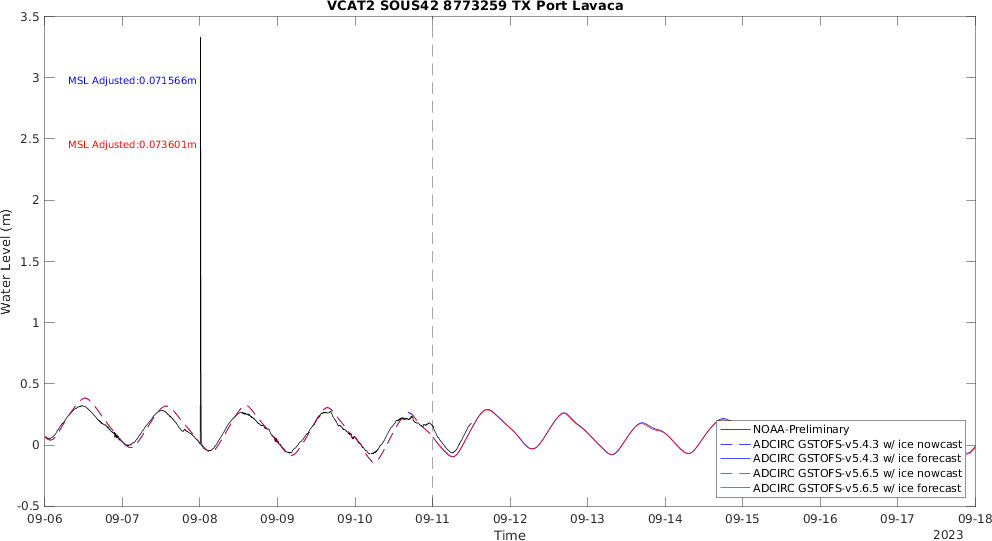 VCAT2 SOUS42 8773259 TX Port Lavaca
3.5
3
2.5
2
1.5
1
0.5
0
-0.5
Water Level (m)
MSL Adjusted:0.071566m
MSL Adjusted:0.073601m
NOAA-Preliminary
ADCIRC GSTOFS-v5.4.3 w/ ice nowcast
ADCIRC GSTOFS-v5.4.3 w/ ice forecast
ADCIRC GSTOFS-v5.6.5 w/ ice nowcast
ADCIRC GSTOFS-v5.6.5 w/ ice forecast
09-06 09-07 09-08 09-09 09-10 09-11 09-12 09-13 09-14 09-15 09-16 09-17 09-18
Time
2023